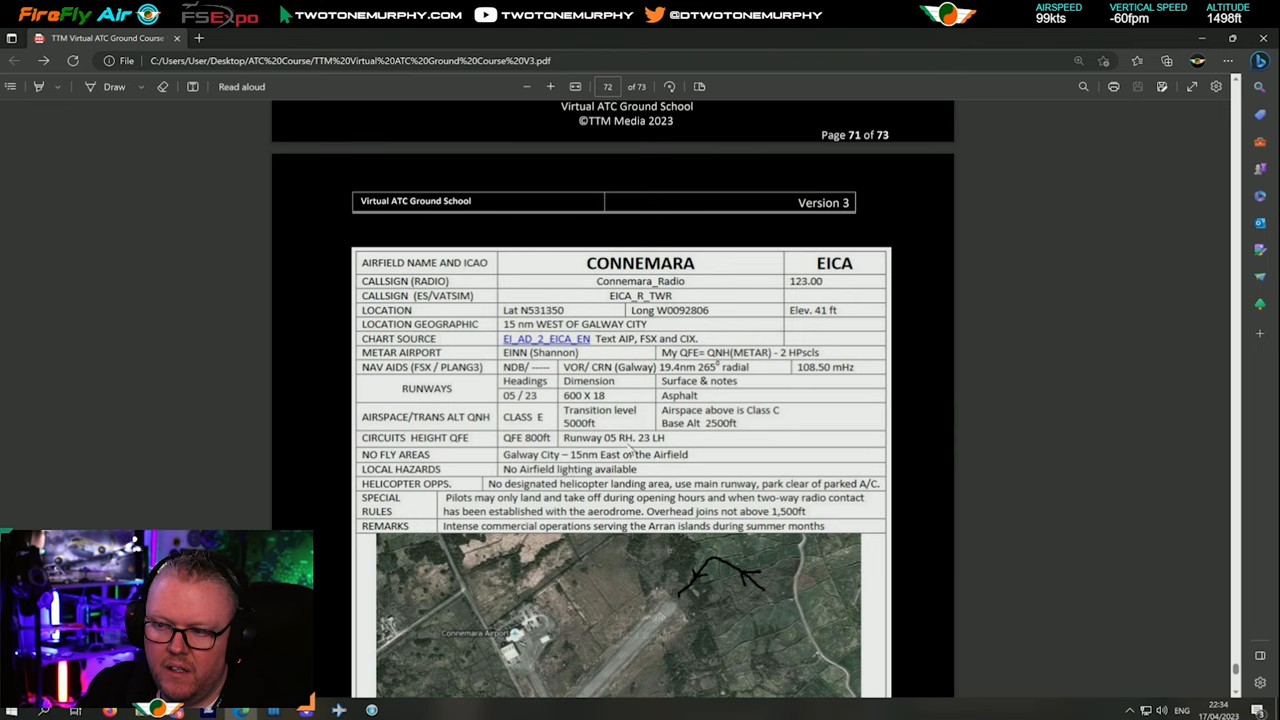 FIREFLY AIR
FSExpo
TWOTONEMURPHY.COM
TWOTONEMURPHY
@DTWOTONEMURPHY
AIRSPEED
99kts
VERTICAL SPEED
-60fpm
ALTITUDE
1498ft
TTM Virtual ATC Ground Course
File
C:/Users/User/Desktop/ATC%20Course/TTM%20Virtual%20ATC%20Ground%20Course%20V3.pdf
Draw
Read aloud
72 of 73
Virtual ATC Ground School
©TTM Media 2023
Page 71 of 73
Virtual ATC Ground School Version 3
AIRFIELD NAME AND ICAO CONNEMARA EICA
CALLSIGN (RADIO) Connemara_Radio 123.00
CALLSIGN (ES/VATSIM) EICA_R_TWR
LOCATION Lat N531350 Long W0092806 Elev. 41 ft
LOCATION GEOGRAPHIC 15 nm WEST OF GALWAY CITY
CHART SOURCE EI_AD_2_EICA_EN Text AIP, FSX and CIX.
METAR AIRPORT EINN (Shannon) My QFE= QNH(METAR) - 2 HPscls
NAV AIDS (FSX / PLANG3) NDB/ ----- VOR/ CRN (Galway) 19.4nm 265⁰ radial 108.50 mHz
RUNWAYS Headings Dimension Surface & notes
05 / 23 600 X 18 Asphalt
AIRSPACE/TRANS ALT QNH CLASS E Transition level Airspace above is Class C
5000ft Base Alt 2500ft
CIRCUITS HEIGHT QFE QFE 800ft Runway 05 RH. 23 LH
NO FLY AREAS Galway City – 15nm East of the Airfield
LOCAL HAZARDS No Airfield lighting available
HELICOPTER OPPS. No designated helicopter landing area, use main runway, park clear of parked A/C.
SPECIAL Pilots may only land and take off during opening hours and when two-way radio contact
RULES has been established with the aerodrome. Overhead joins not above 1,500ft
REMARKS Intense commercial operations serving the Arran islands during summer months
Connemara Airport
ENG
22:34
17/04/2023